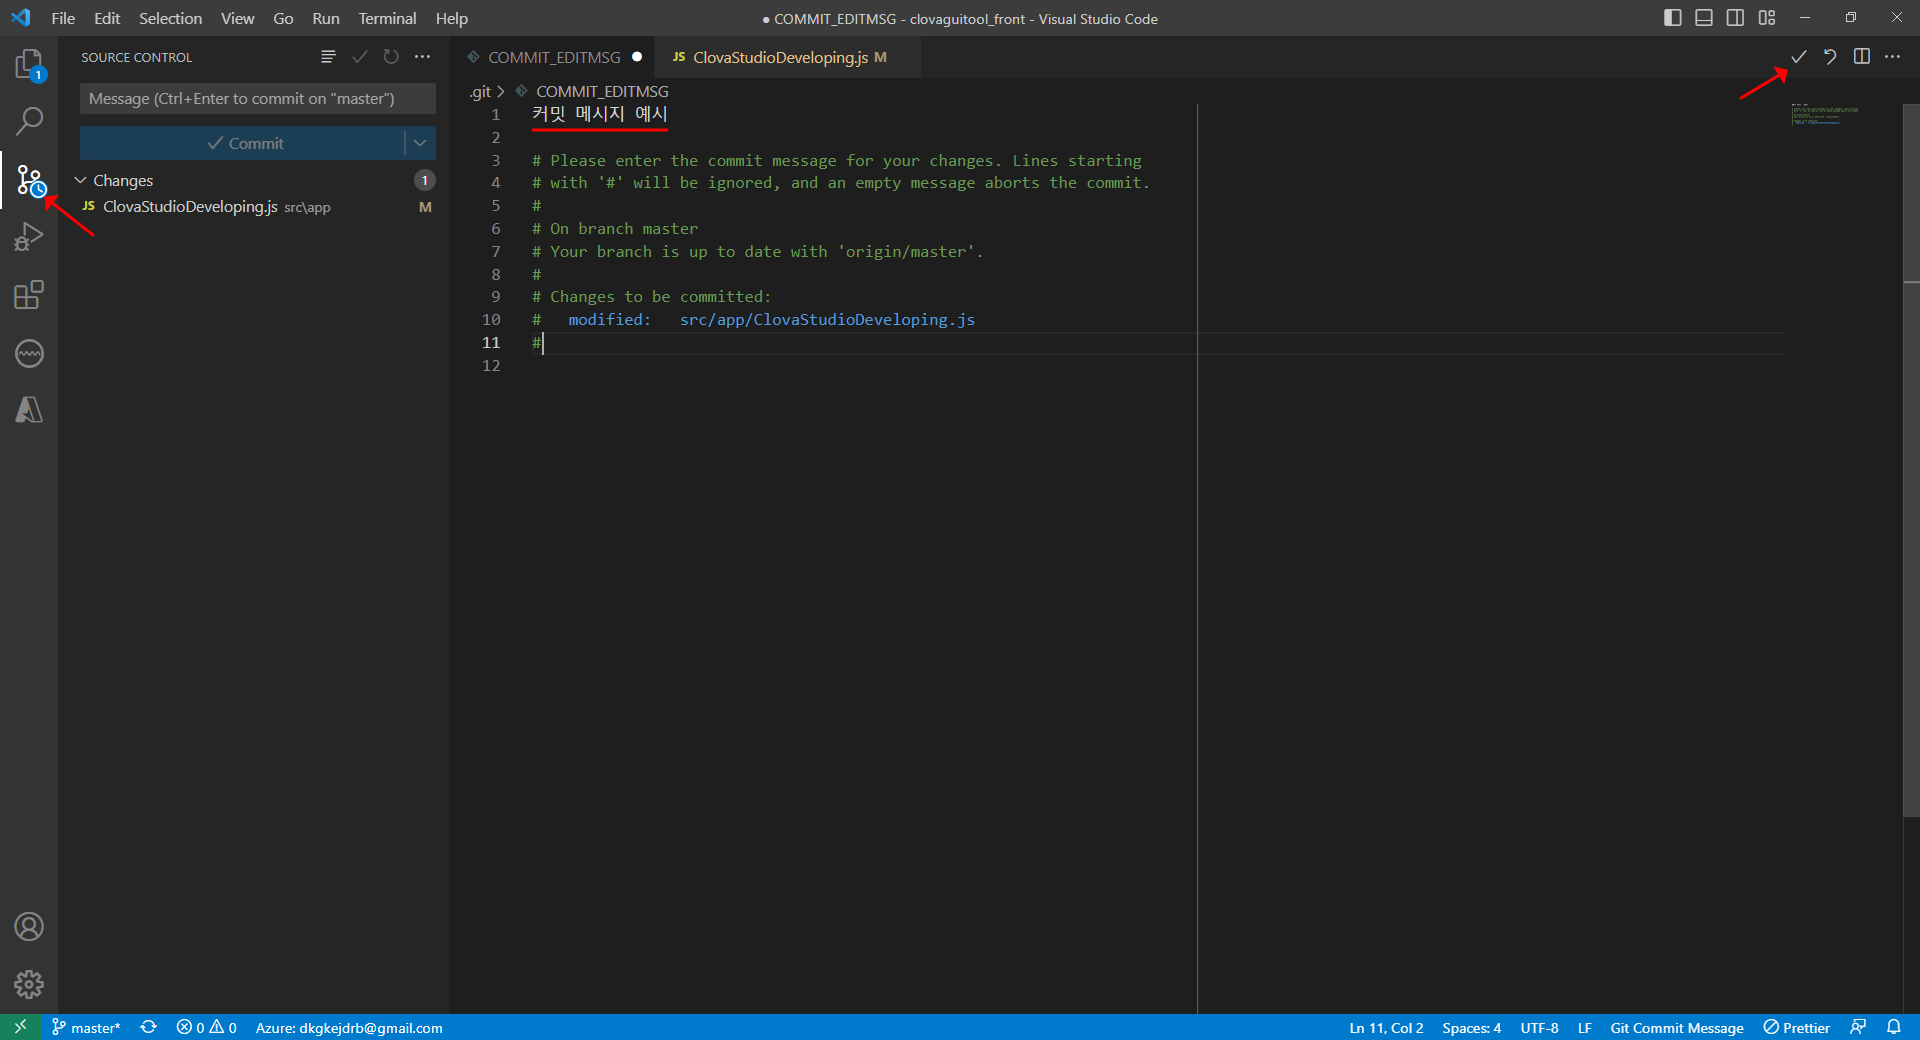 File Edit Selection View Go Run Terminal Help
● COMMIT_EDITMSG - clovaguitool_front - Visual Studio Code
1
SOURCE CONTROL
Message (Ctrl+Enter to commit on "master")
Commit
Changes 1
JS ClovaStudioDeveloping.js src\app M
COMMIT_EDITMSG
JS ClovaStudioDeveloping.js M
.git > COMMIT_EDITMSG
1 커밋 메시지 예시
2
3 # Please enter the commit message for your changes. Lines starting
4 # with '#' will be ignored, and an empty message aborts the commit.
5 #
6 # On branch master
7 # Your branch is up to date with 'origin/master'.
8 #
9 # Changes to be committed:
10 # modified: src/app/ClovaStudioDeveloping.js
11 #
12
master* 0 0 Azure: dkgkejdrb@gmail.com
Ln 11, Col 2 Spaces: 4 UTF-8 LF Git Commit Message Prettier